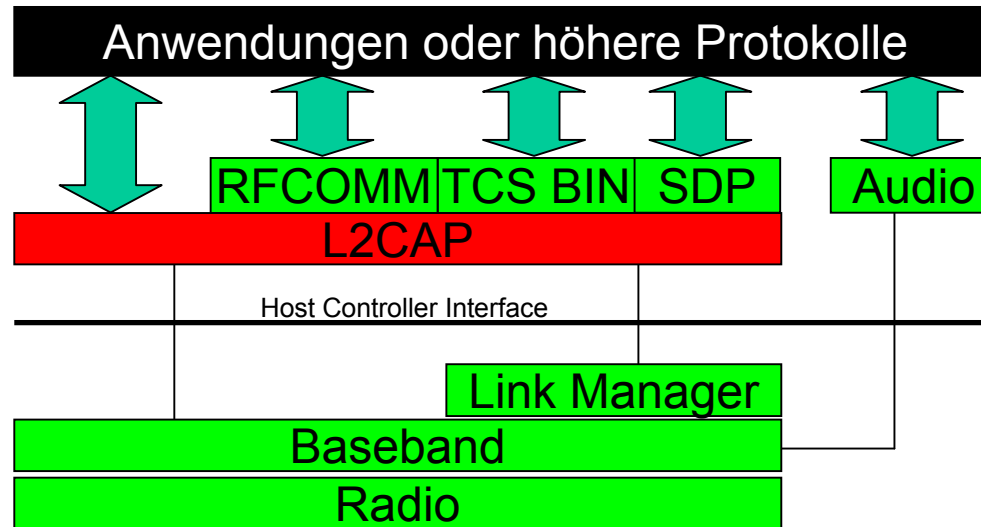 Anwendungen oder höhere Protokolle
RFCOMM TCS BIN SDP Audio
L2CAP
Host Controller Interface
Link Manager
Baseband
Radio